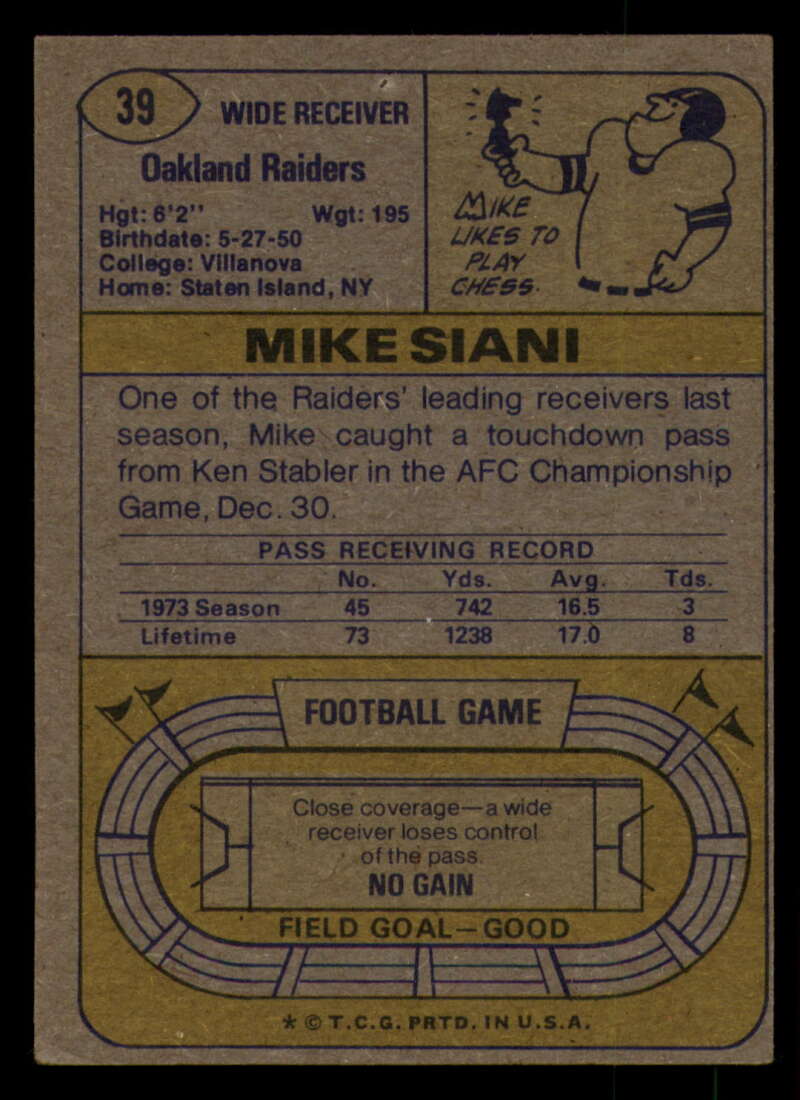 39
WIDE RECEIVER
Oakland Raiders
Hgt: 6'2" Wgt: 195
Birthdate: 5-27-50
College: Villanova
Home: Staten Island, NY
MIKE
LIKES TO
PLAY
CHESS.
MIKE SIANI
One of the Raiders' leading receivers last
season, Mike caught a touchdown pass
from Ken Stabler in the AFC Championship
Game, Dec. 30.
PASS RECEIVING RECORD
No. Yds. Avg. Tds.
1973 Season 45 742 16.5 3
Lifetime 73 1238 17.0 8
FOOTBALL GAME
Close coverage—a wide
receiver loses control
of the pass.
NO GAIN
FIELD GOAL—GOOD
* © T.C.G. PRTD. IN U.S.A.